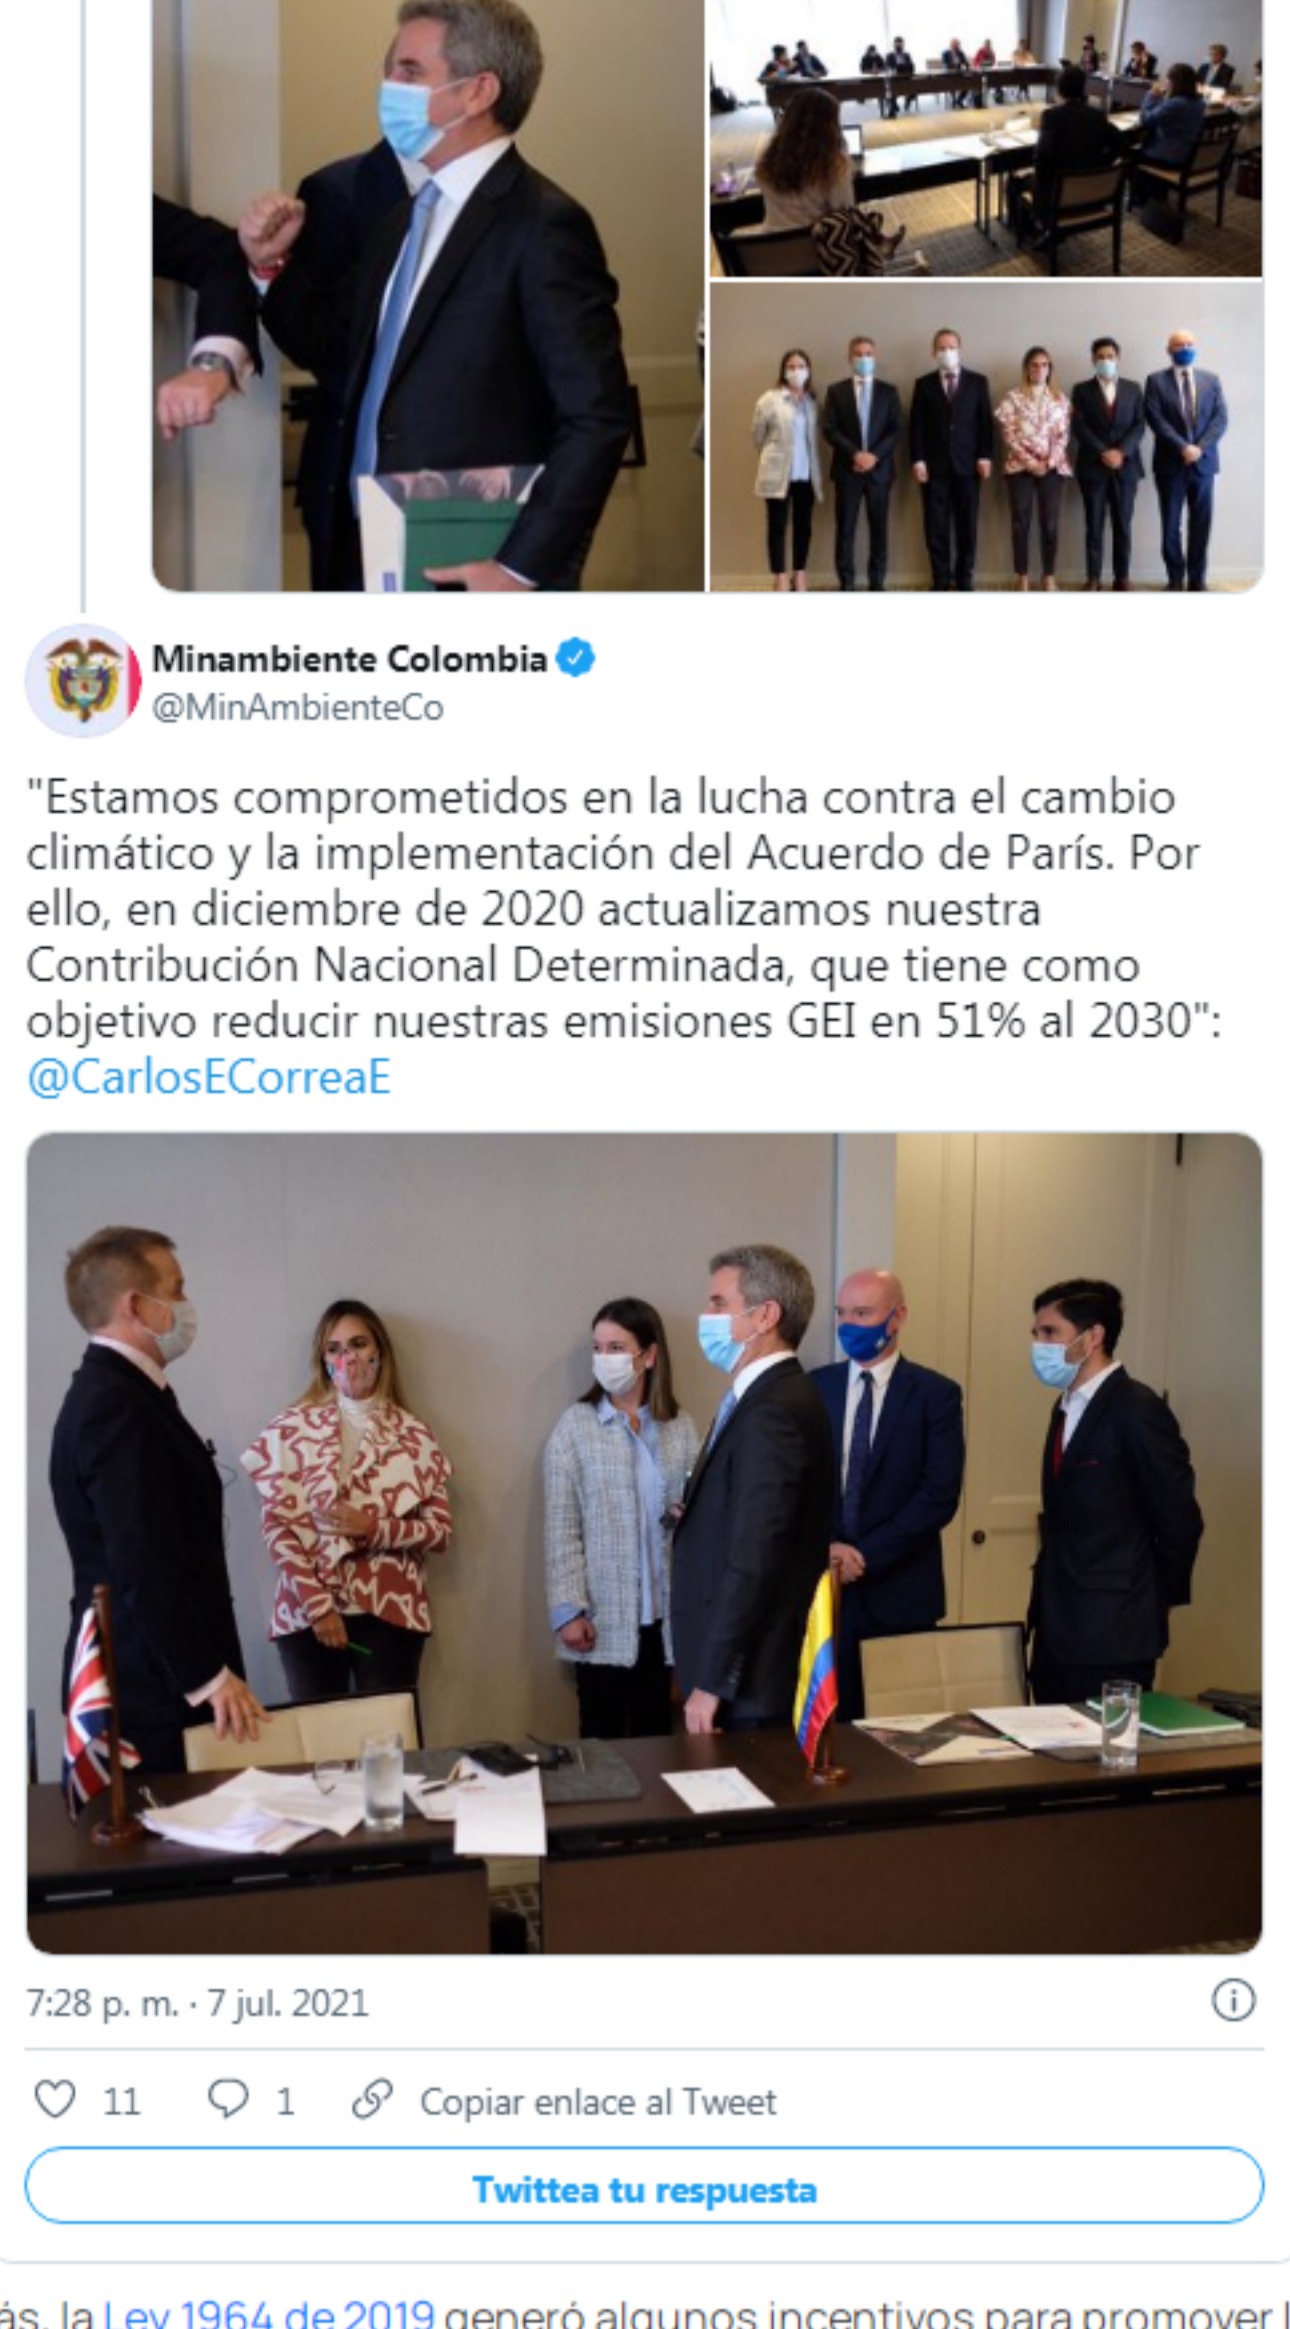 Minambiente Colombia
@MinAmbienteCo
"Estamos comprometidos en la lucha contra el cambio
climático y la implementación del Acuerdo de París. Por
ello, en diciembre de 2020 actualizamos nuestra
Contribución Nacional Determinada, que tiene como
objetivo reducir nuestras emisiones GEI en 51% al 2030":
@CarlosECorreaE
7:28 p. m. · 7 jul. 2021
11 1 Copiar enlace al Tweet
Twittea tu respuesta
ás, la Ley 1964 de 2019 generó algunos incentivos para promover l